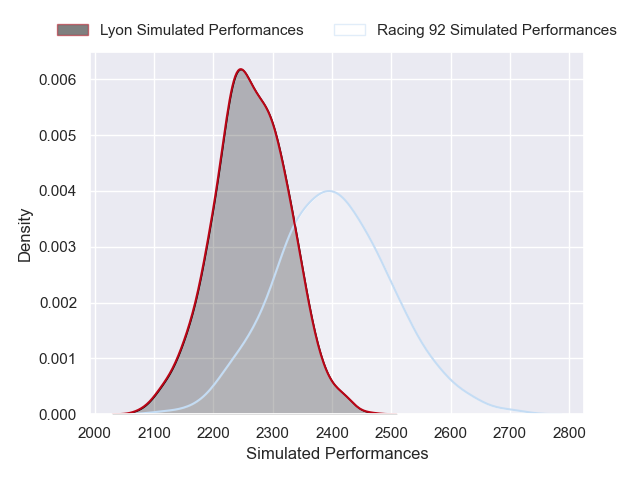 Lyon Simulated Performances
Racing 92 Simulated Performances
0.006
0.005
0.004
0.003
0.002
0.001
0.000
Density
2000 2100 2200 2300 2400 2500 2600 2700 2800
Simulated Performances